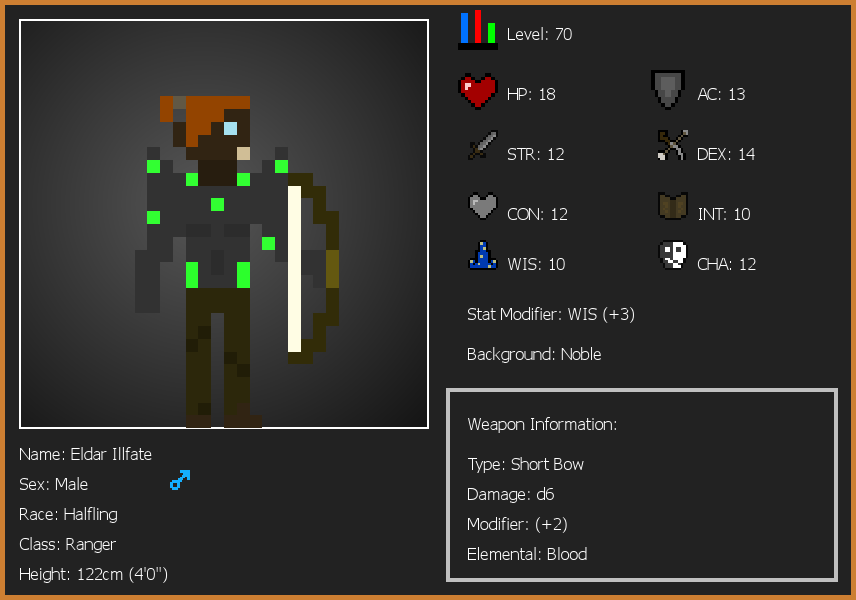 Level: 70
HP: 18
AC: 13
STR: 12
DEX: 14
CON: 12
INT: 10
WIS: 10
CHA: 12
Stat Modifier: WIS (+3)
Background: Noble
Weapon Information:
Type: Short Bow
Damage: d6
Modifier: (+2)
Elemental: Blood
Name: Eldar Illfate
Sex: Male
Race: Halfling
Class: Ranger
Height: 122cm (4'0")